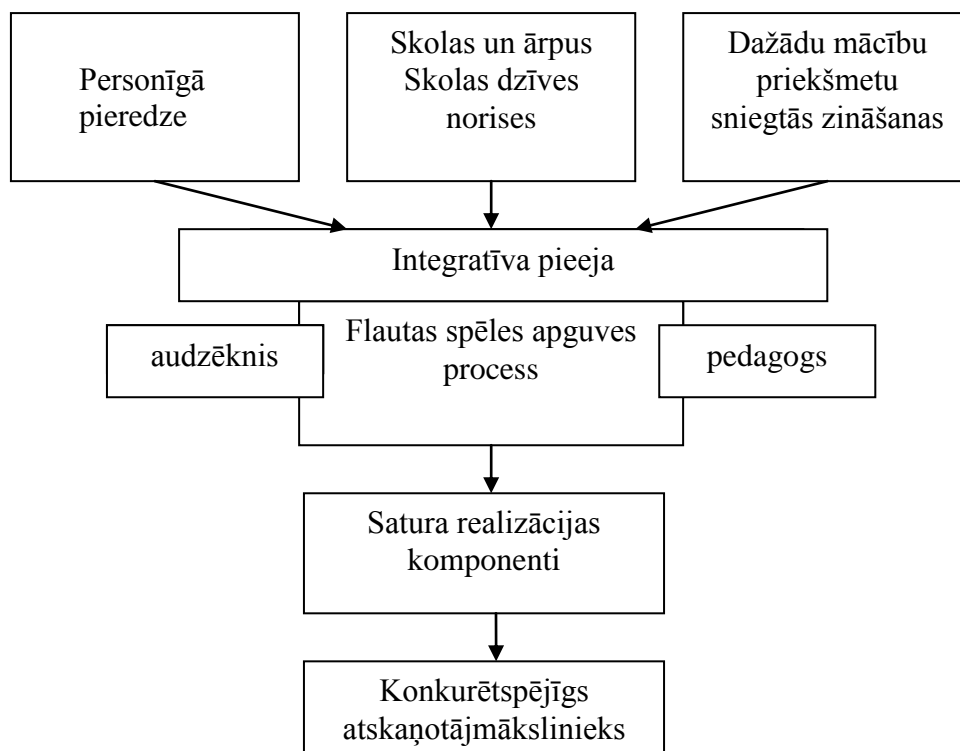 Personīgā
pieredze
Skolas un ārpus
Skolas dzīves
norises
Dažādu mācību
priekšmetu
sniegtās zināšanas
Integratīva pieeja
audzēknis
Flautas spēles apguves
process
pedagogs
Satura realizācijas
komponenti
Konkurētspējīgs
atskaņotājmākslinieks